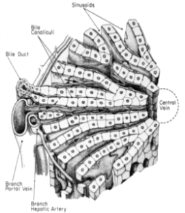 Sinusoids
Bile
Canaliculi
Bile Duct
Central
Vein
Branch
Portal Vein
Branch
Hepatic Artery